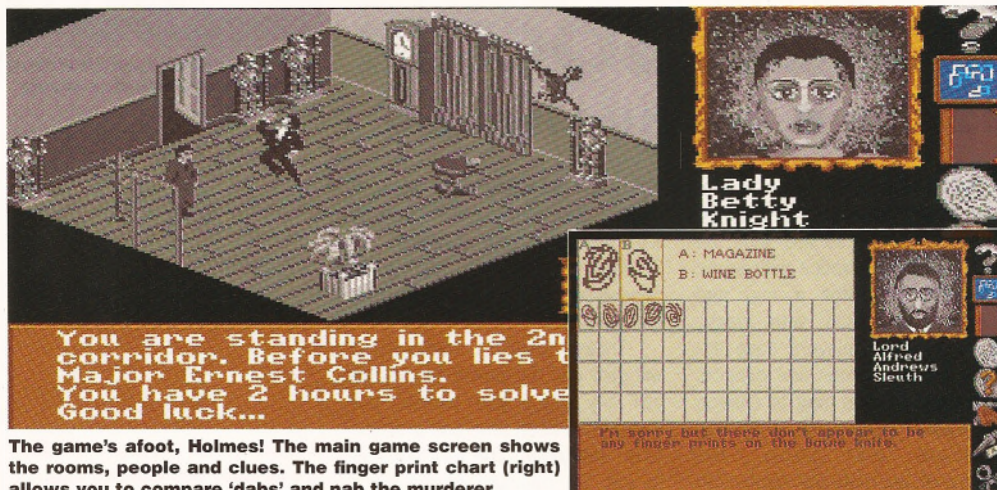 Lady
Betty
Knight
You are standing in the 2n
corridor. Before you lies t
Major Ernest Collins.
You have 2 hours to solve
Good luck...
A
B
A: MAGAZINE
B: WINE BOTTLE
Lord
Alfred
Andrews
Sleuth
I'm sorry but there don't appear to be
any finger prints on the Bowie knife.
The game's afoot, Holmes! The main game screen shows
the rooms, people and clues. The finger print chart (right)
allows you to compare 'dabs' and nab the murderer.